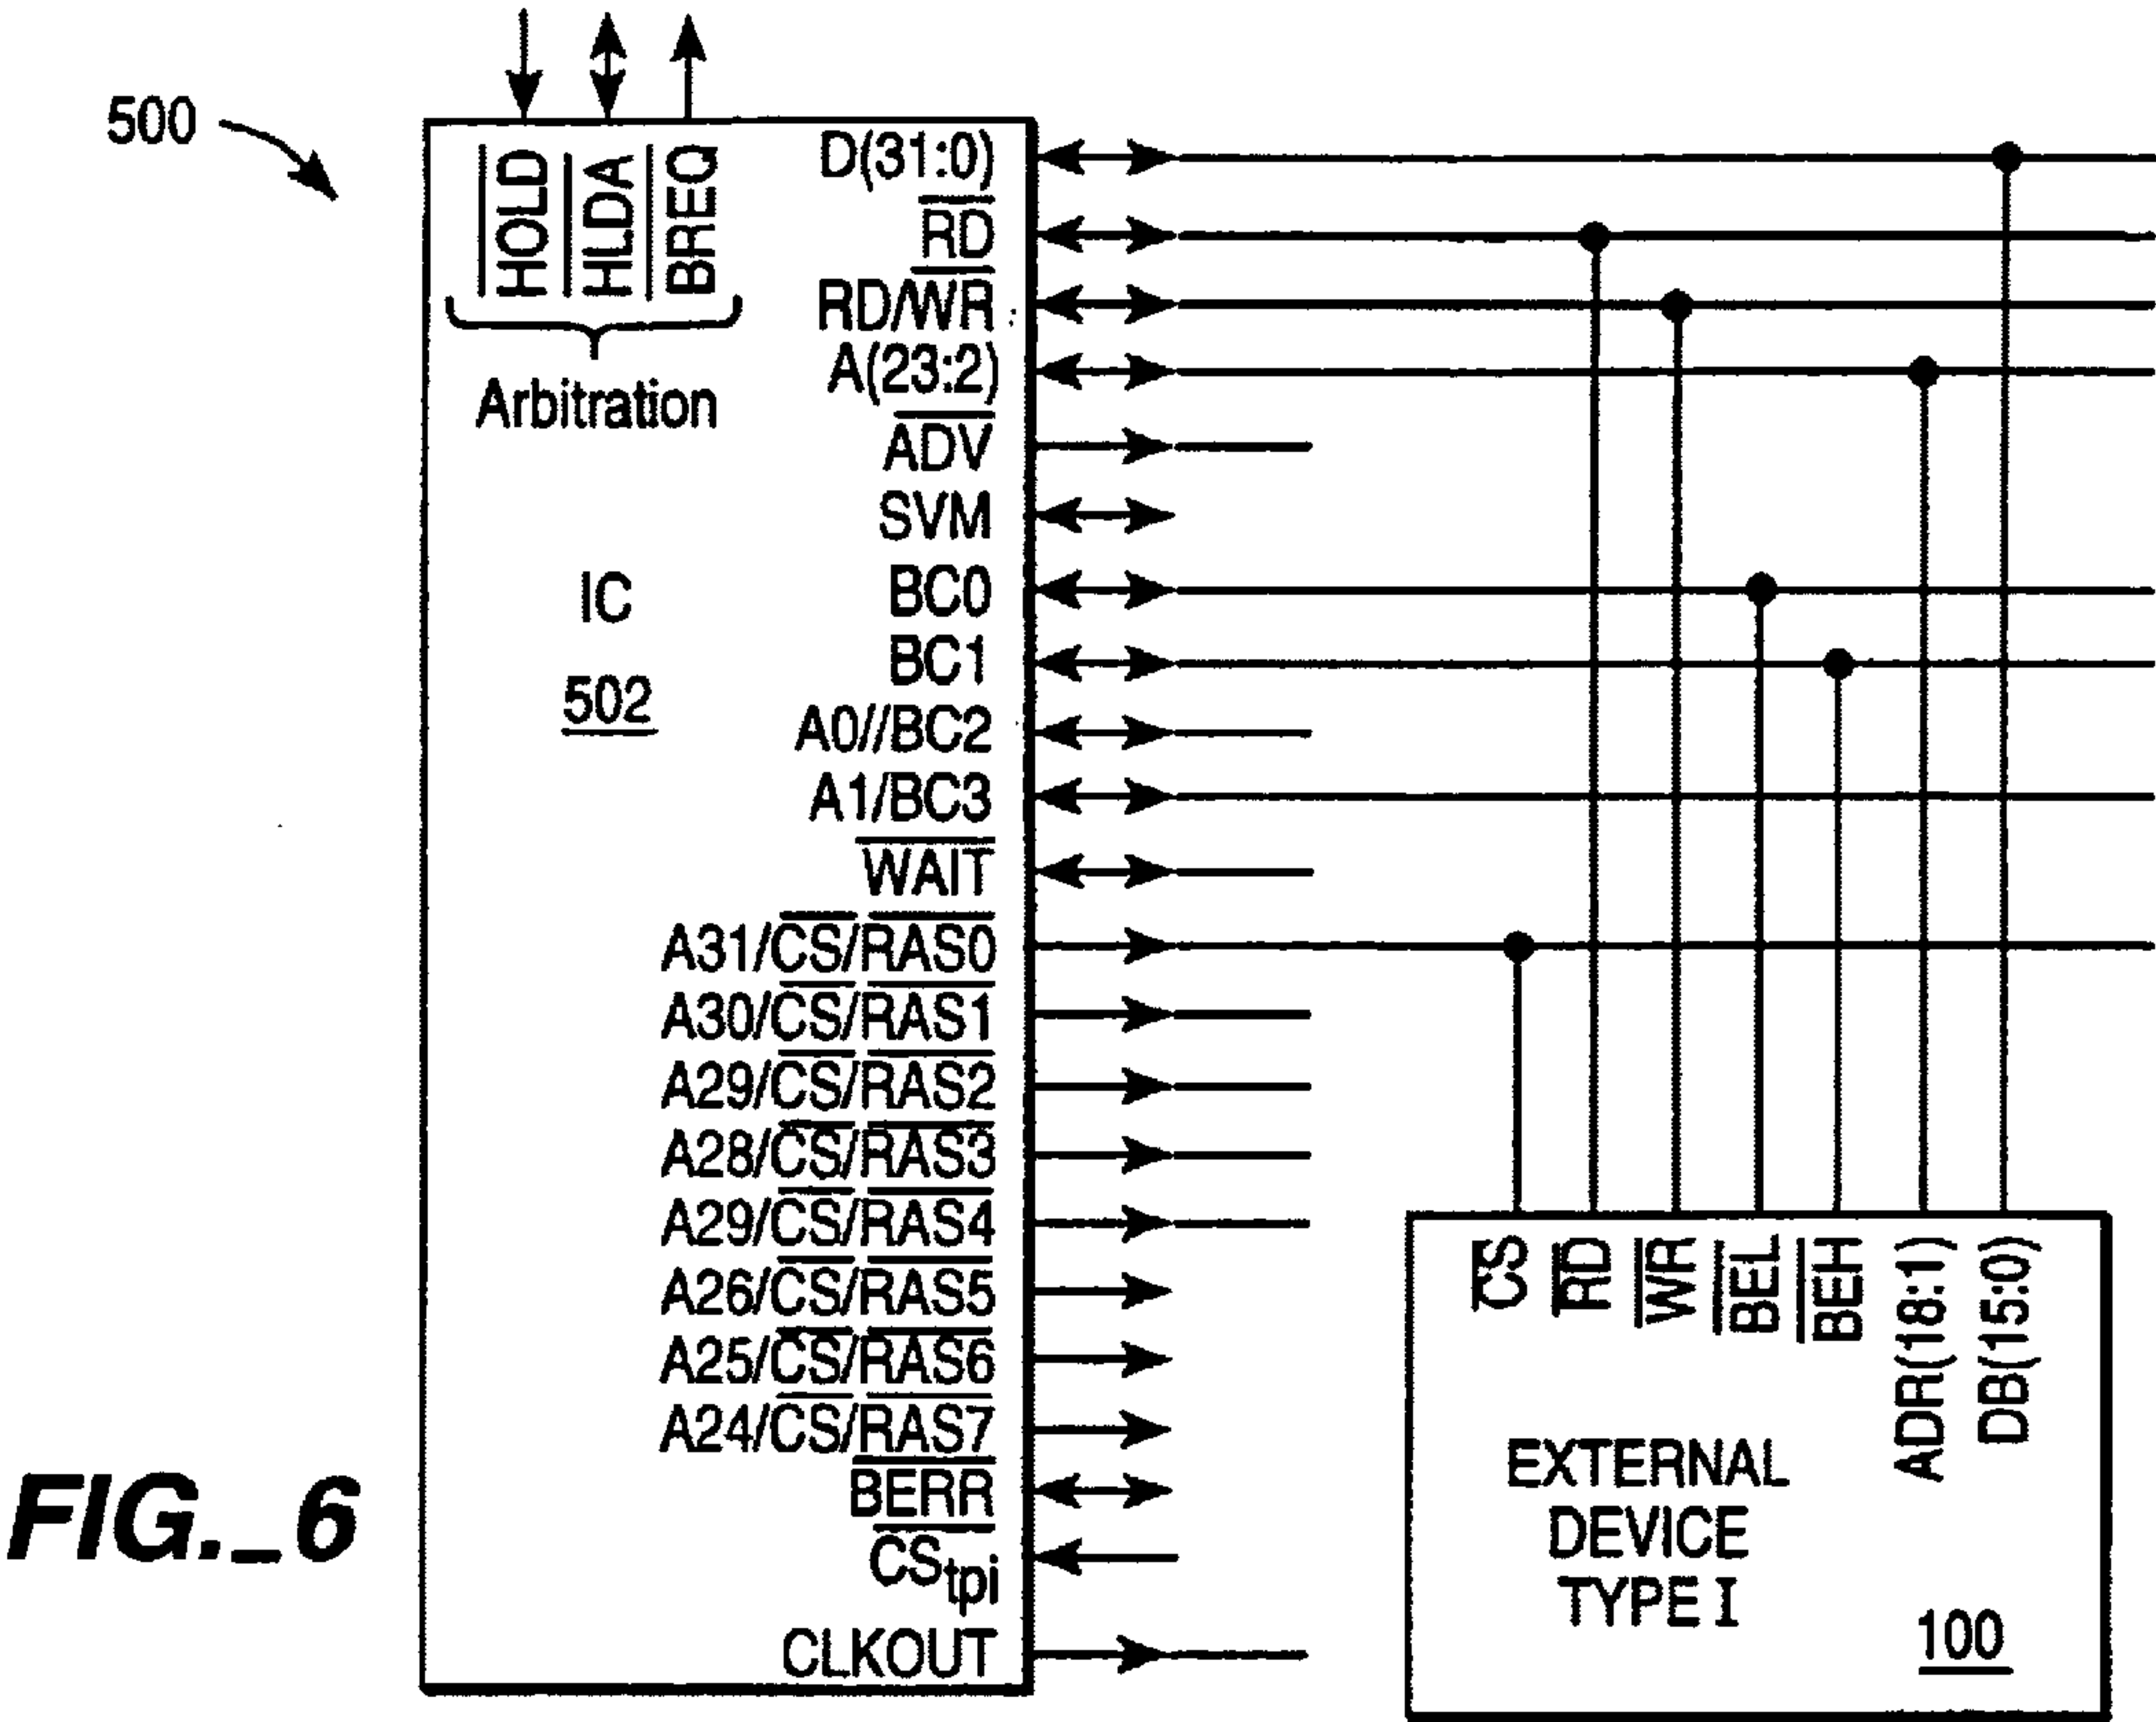 500
HOLD
HLDA
BREQ
Arbitration
IC
502
D(31:0)
RD
RD/WR
A(23:2)
ADV
SVM
BC0
BC1
A0//BC2
A1/BC3
WAIT
A31/CS/RAS0
A30/CS/RAS1
A29/CS/RAS2
A28/CS/RAS3
A29/CS/RAS4
A26/CS/RAS5
A25/CS/RAS6
A24/CS/RAS7
BERR
CStpi
CLKOUT
CS
RD
WR
BEL
BEH
ADR(18:1)
DB(15:0)
EXTERNAL
DEVICE
TYPE I
100
FIG._6